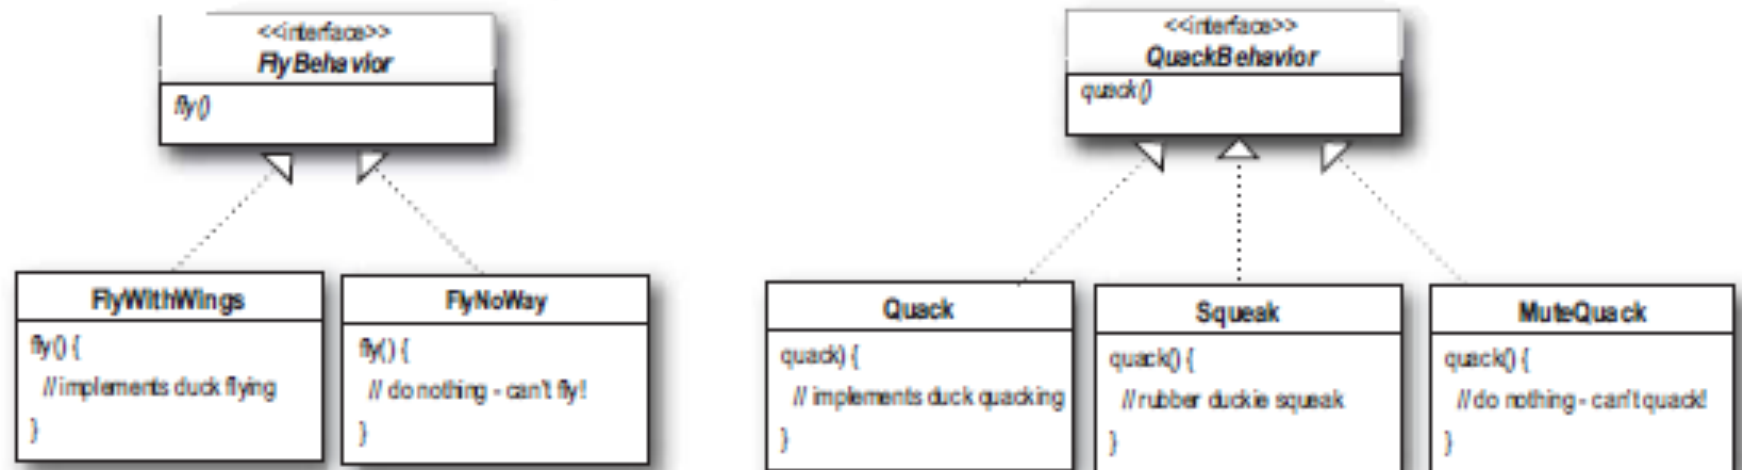 <<interface>>
FlyBehavior
fly()
<<interface>>
QuackBehavior
quack()
FlyWithWings
fly() {
// implements duck flying
}
FlyNoWay
fly() {
// do nothing - can't fly!
}
Quack
quack) {
// implements duck quacking
}
Squeak
quack() {
// rubber duckie squeak
}
MuteQuack
quack() {
// do nothing - can't quack!
}